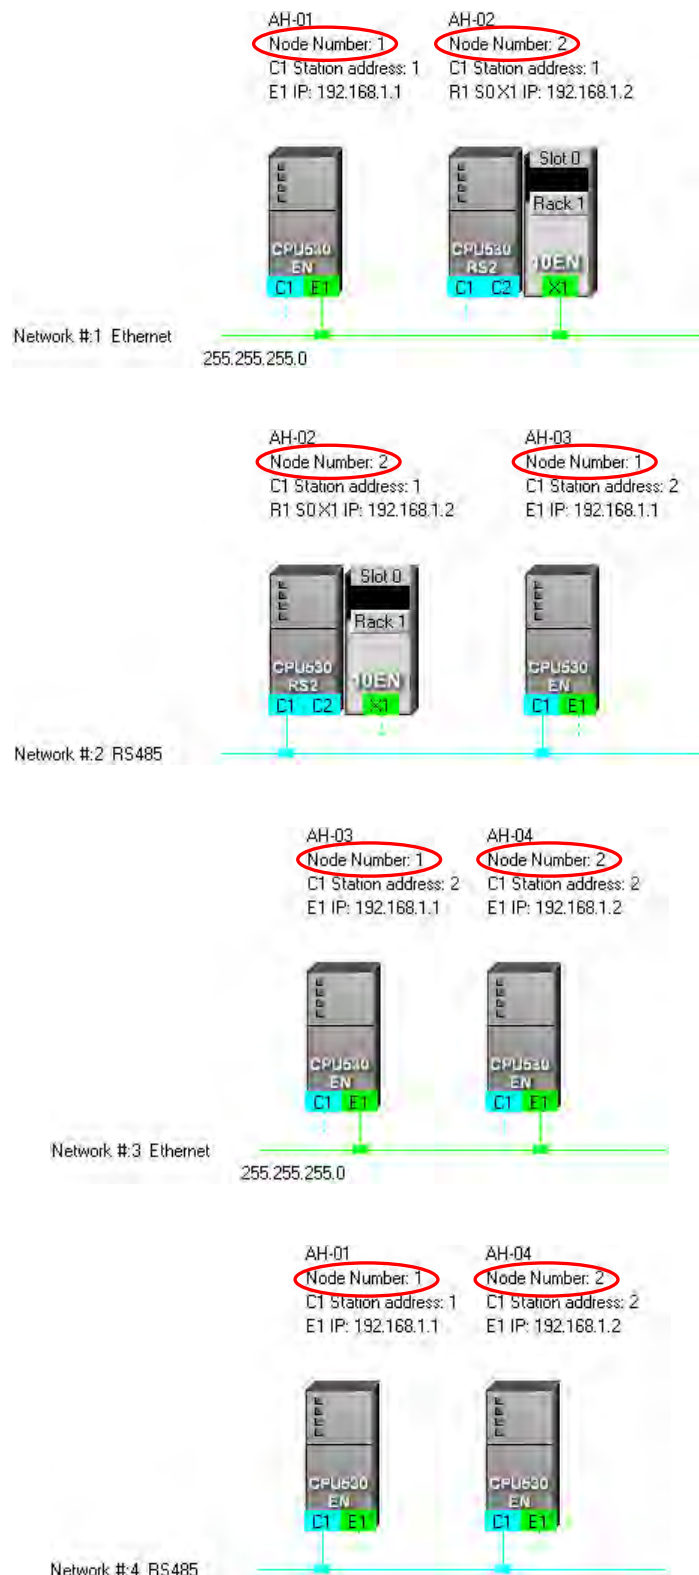 AH-01 AH-02
Node Number: 1 Node Number: 2
C1 Station address: 1 C1 Station address: 1
E1 IP: 192.168.1.1 R1 S0 X1 IP: 192.168.1.2
Slot 0
Rack 1
CPU530 EN CPU530 RS2 10EN
C1 E1 C1 C2 X1
Network #:1 Ethernet
255.255.255.0
AH-02 AH-03
Node Number: 2 Node Number: 1
C1 Station address: 1 C1 Station address: 2
R1 S0 X1 IP: 192.168.1.2 E1 IP: 192.168.1.1
Slot 0
Rack 1
CPU530 RS2 10EN CPU530 EN
C1 C2 X1 C1 E1
Network #:2 RS485
AH-03 AH-04
Node Number: 1 Node Number: 2
C1 Station address: 2 C1 Station address: 2
E1 IP: 192.168.1.1 E1 IP: 192.168.1.2
CPU530 EN CPU530 EN
C1 E1 C1 E1
Network #:3 Ethernet
255.255.255.0
AH-01 AH-04
Node Number: 1 Node Number: 2
C1 Station address: 1 C1 Station address: 2
E1 IP: 192.168.1.1 E1 IP: 192.168.1.2
CPU530 EN CPU530 EN
C1 E1 C1 E1
Network #:4 RS485